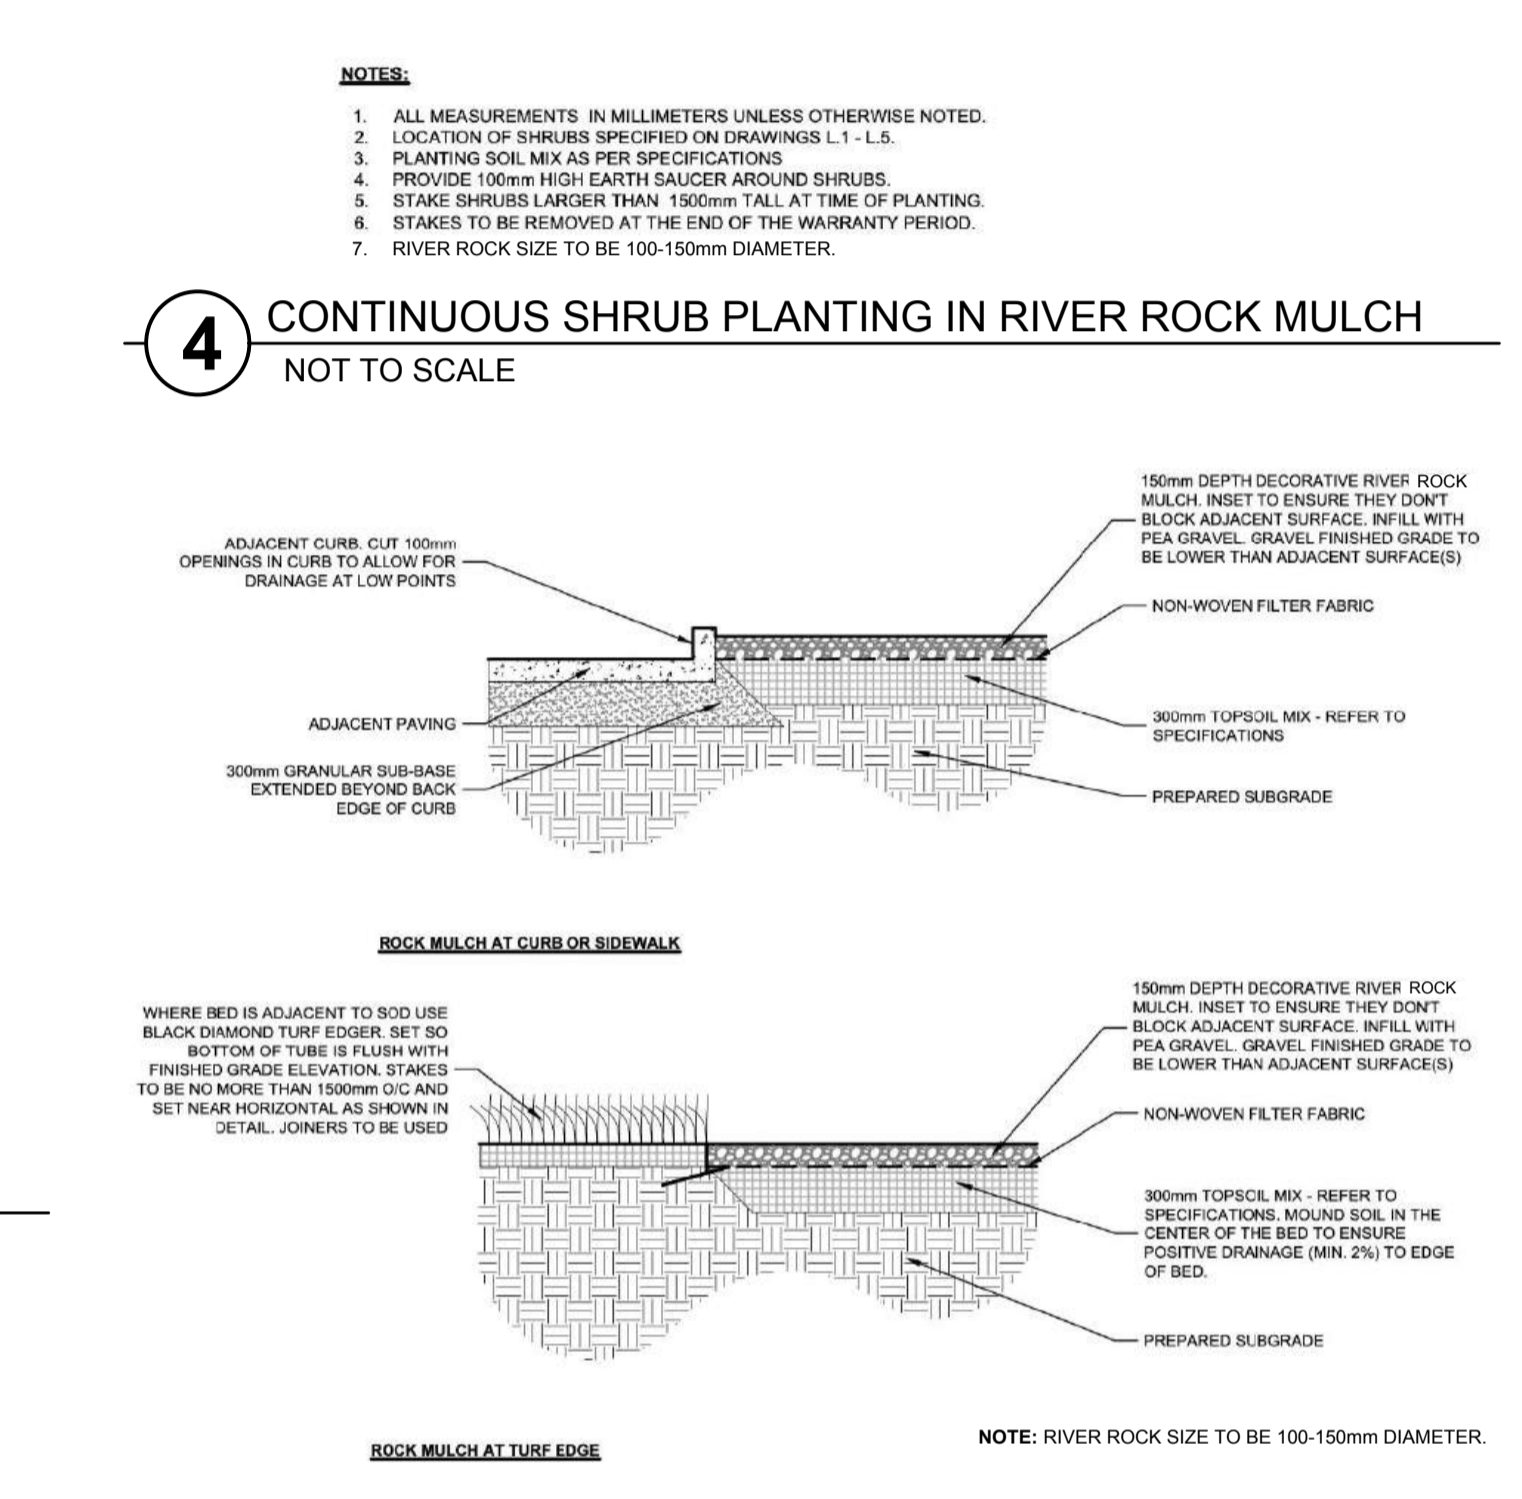 NOTES:
1. ALL MEASUREMENTS IN MILLIMETERS UNLESS OTHERWISE NOTED.
2. LOCATION OF SHRUBS SPECIFIED ON DRAWINGS L.1 - L.5.
3. PLANTING SOIL MIX AS PER SPECIFICATIONS
4. PROVIDE 100mm HIGH EARTH SAUCER AROUND SHRUBS.
5. STAKE SHRUBS LARGER THAN 1500mm TALL AT TIME OF PLANTING.
6. STAKES TO BE REMOVED AT THE END OF THE WARRANTY PERIOD.
7. RIVER ROCK SIZE TO BE 100-150mm DIAMETER.
4
CONTINUOUS SHRUB PLANTING IN RIVER ROCK MULCH
NOT TO SCALE
ADJACENT CURB. CUT 100mm
OPENINGS IN CURB TO ALLOW FOR
DRAINAGE AT LOW POINTS
ADJACENT PAVING
300mm GRANULAR SUB-BASE
EXTENDED BEYOND BACK
EDGE OF CURB
150mm DEPTH DECORATIVE RIVER ROCK
MULCH. INSET TO ENSURE THEY DON'T
BLOCK ADJACENT SURFACE. INFILL WITH
PEA GRAVEL. GRAVEL FINISHED GRADE TO
BE LOWER THAN ADJACENT SURFACE(S)
NON-WOVEN FILTER FABRIC
300mm TOPSOIL MIX - REFER TO
SPECIFICATIONS
PREPARED SUBGRADE
ROCK MULCH AT CURB OR SIDEWALK
WHERE BED IS ADJACENT TO SOD USE
BLACK DIAMOND TURF EDGER. SET SO
BOTTOM OF TUBE IS FLUSH WITH
FINISHED GRADE ELEVATION. STAKES
TO BE NO MORE THAN 1500mm O/C AND
SET NEAR HORIZONTAL AS SHOWN IN
DETAIL. JOINERS TO BE USED
150mm DEPTH DECORATIVE RIVER ROCK
MULCH. INSET TO ENSURE THEY DON'T
BLOCK ADJACENT SURFACE. INFILL WITH
PEA GRAVEL. GRAVEL FINISHED GRADE TO
BE LOWER THAN ADJACENT SURFACE(S)
NON-WOVEN FILTER FABRIC
300mm TOPSOIL MIX - REFER TO
SPECIFICATIONS. MOUND SOIL IN THE
CENTER OF THE BED TO ENSURE
POSITIVE DRAINAGE (MIN. 2%) TO EDGE
OF BED.
PREPARED SUBGRADE
NOTE: RIVER ROCK SIZE TO BE 100-150mm DIAMETER.
ROCK MULCH AT TURF EDGE